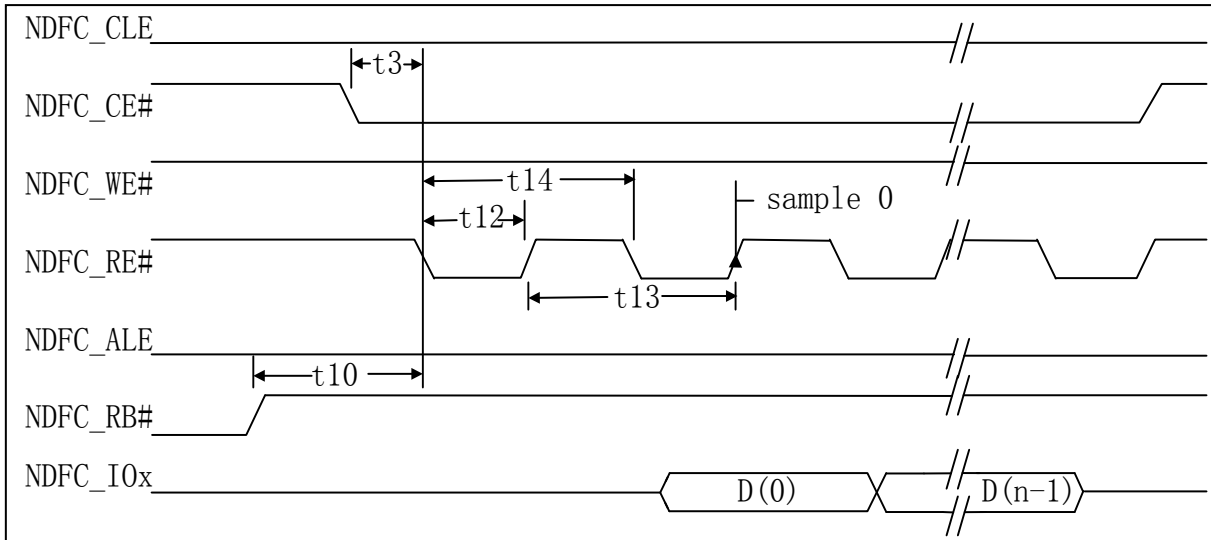 NDFC_CLE
t3
NDFC_CE#
NDFC_WE#
t14
sample 0
t12
NDFC_RE#
t13
NDFC_ALE
t10
NDFC_RB#
NDFC_IOx
D(0)
D(n-1)